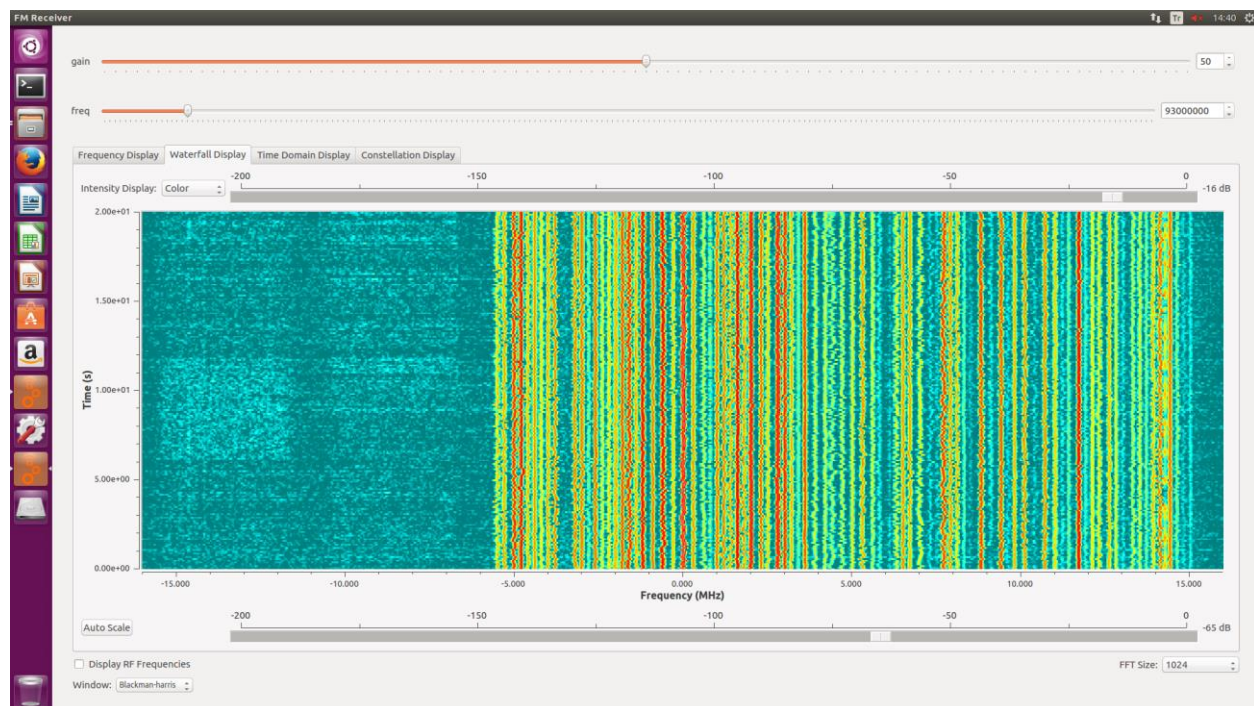 FM Receiver
Tr
14:40
gain
50
freq
93000000
Frequency Display Waterfall Display Time Domain Display Constellation Display
Intensity Display: Color
-200 -150 -100 -50 0
-16 dB
2.00e+01
1.50e+01
1.00e+01
5.00e+00
0.00e+00
Time (s)
-15.000 -10.000 -5.000 0.000 5.000 10.000 15.000
Frequency (MHz)
-200 -150 -100 -50 0
Auto Scale
-65 dB
Display RF Frequencies
FFT Size: 1024
Window: Blackman-harris